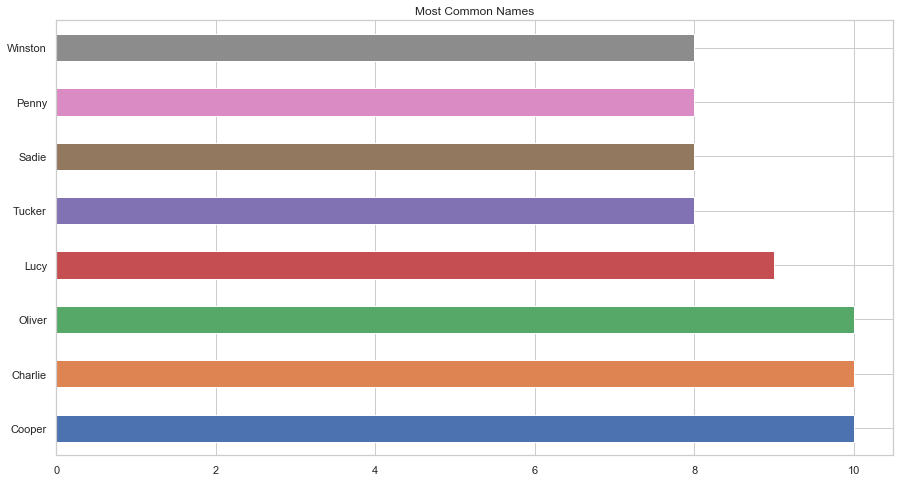 Most Common Names
Winston
Penny
Sadie
Tucker
Lucy
Oliver
Charlie
Cooper
0 2 4 6 8 10